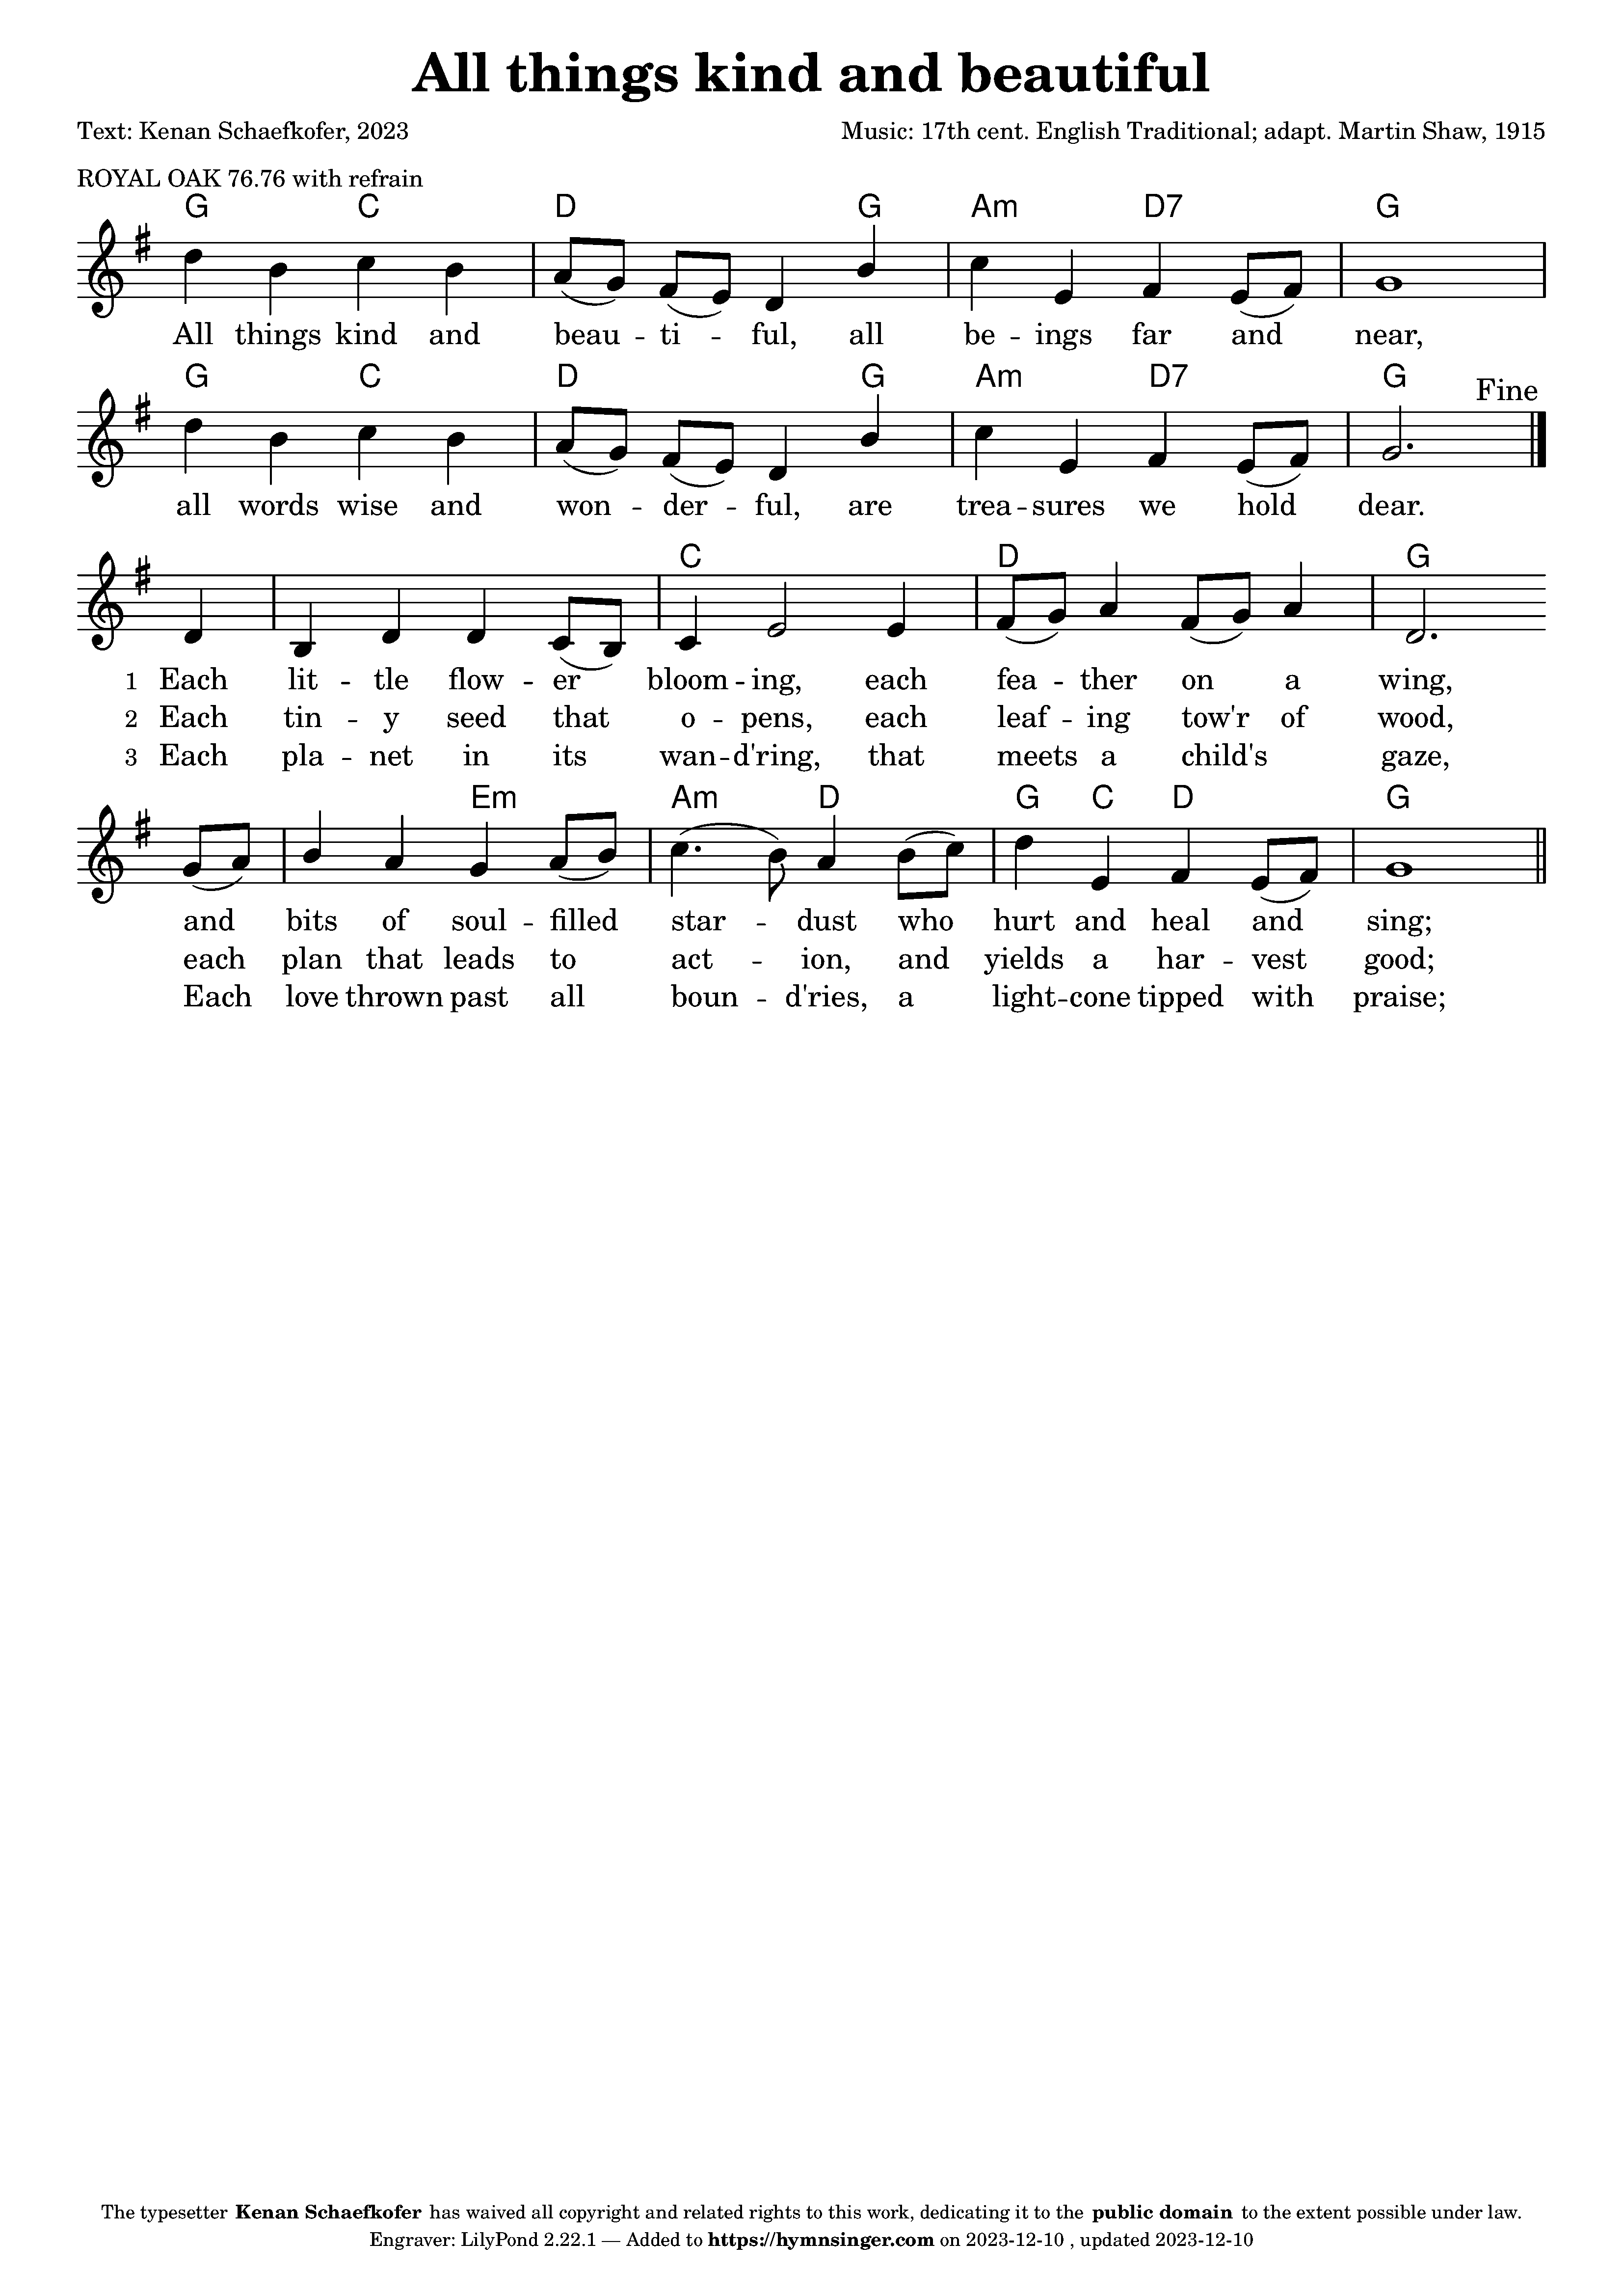 All things kind and beautiful
Text: Kenan Schaefkofer, 2023
Music: 17th cent. English Traditional; adapt. Martin Shaw, 1915
ROYAL OAK 76.76 with refrain
G C D G Am D7 G
All things kind and beau -- ti -- ful, all be -- ings far and near,
G C D G Am D7 G
Fine
all words wise and won -- der -- ful, are trea -- sures we hold dear.
C D G
1 Each lit -- tle flow -- er bloom -- ing, each fea -- ther on a wing,
2 Each tin -- y seed that o -- pens, each leaf -- ing tow'r of wood,
3 Each pla -- net in its wan -- d'ring, that meets a child's gaze,
Em Am D G C D G
and bits of soul -- filled star -- dust who hurt and heal and sing;
each plan that leads to act -- ion, and yields a har -- vest good;
Each love thrown past all boun -- d'ries, a light -- cone tipped with praise;
The typesetter Kenan Schaefkofer has waived all copyright and related rights to this work, dedicating it to the public domain to the extent possible under law.
Engraver: LilyPond 2.22.1 — Added to https://hymnsinger.com on 2023-12-10 , updated 2023-12-10